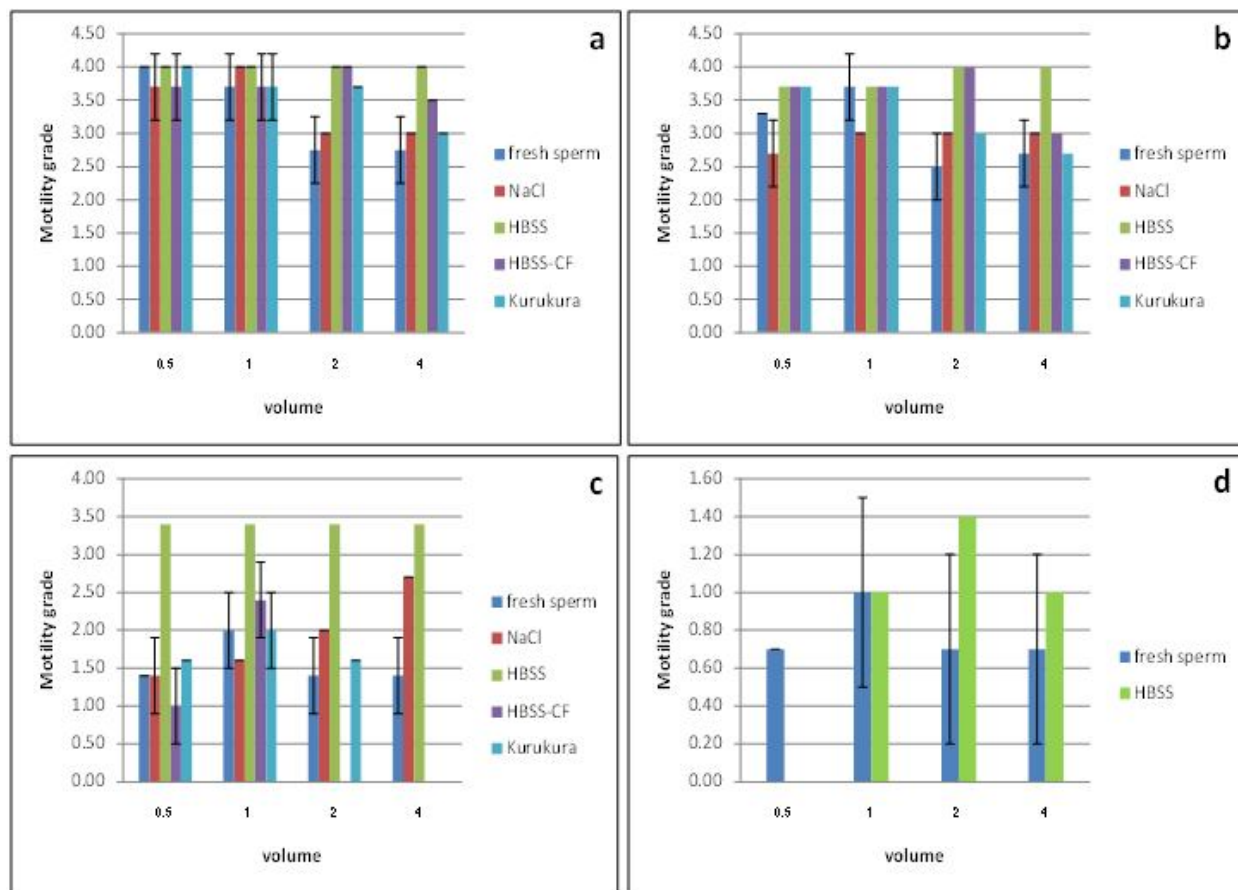 a
4.50
4.00
3.50
3.00
2.50
2.00
1.50
1.00
0.50
0.00
Motility grade
0.5 1 2 4
volume
fresh sperm
NaCl
HBSS
HBSS-CF
Kurukura
b
4.50
4.00
3.50
3.00
2.50
2.00
1.50
1.00
0.50
0.00
Motility grade
0.5 1 2 4
volume
fresh sperm
NaCl
HBSS
HBSS-CF
Kurukura
c
4.00
3.50
3.00
2.50
2.00
1.50
1.00
0.50
0.00
Motility grade
0.5 1 2 4
volume
fresh sperm
NaCl
HBSS
HBSS-CF
Kurukura
d
1.60
1.40
1.20
1.00
0.80
0.60
0.40
0.20
0.00
Motility grade
0.5 1 2 4
volume
fresh sperm
HBSS